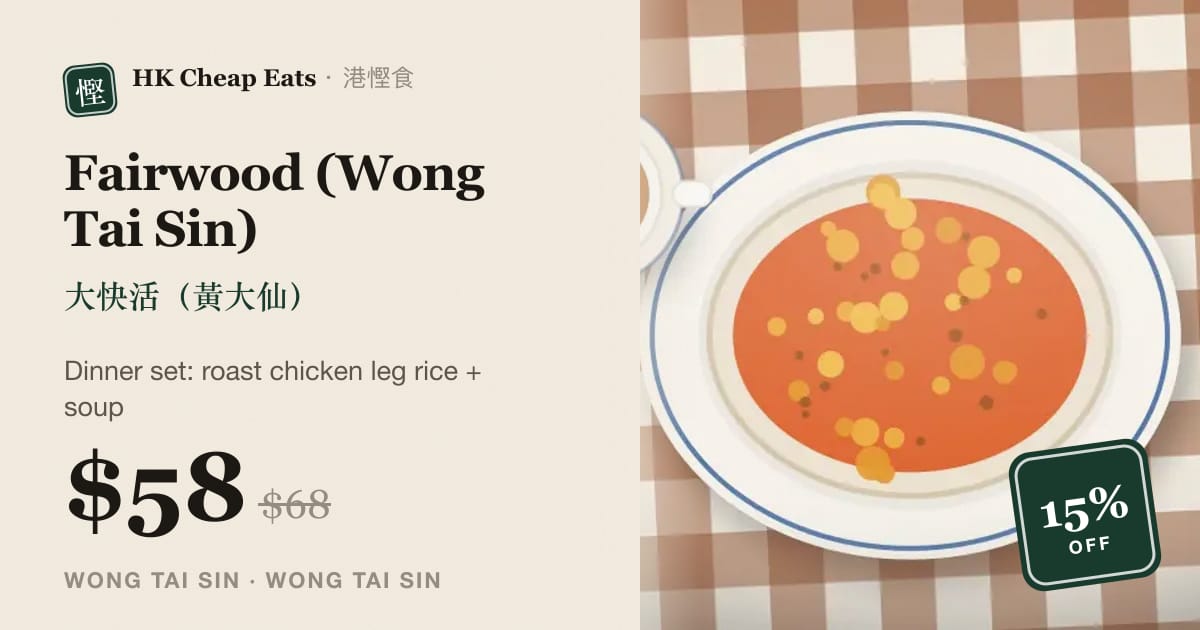 慳
HK Cheap Eats · 港慳食
Fairwood (Wong
Tai Sin)
大快活（黃大仙）
Dinner set: roast chicken leg rice +
soup
$58 $68
WONG TAI SIN · WONG TAI SIN
15%
OFF